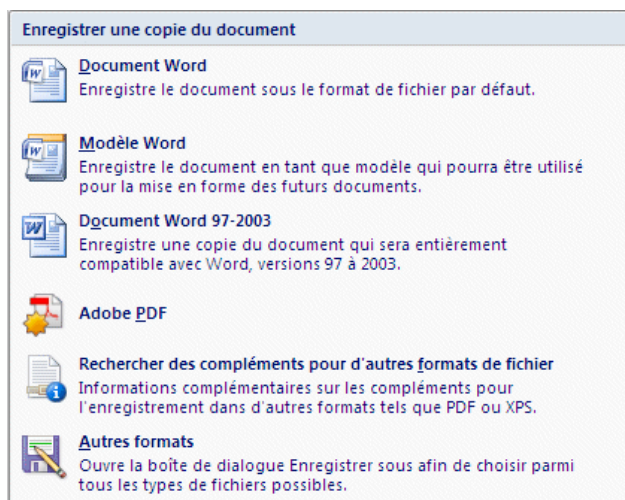 Enregistrer une copie du document
Document Word
Enregistre le document sous le format de fichier par défaut.
Modèle Word
Enregistre le document en tant que modèle qui pourra être utilisé
pour la mise en forme des futurs documents.
Document Word 97-2003
Enregistre une copie du document qui sera entièrement
compatible avec Word, versions 97 à 2003.
Adobe PDF
Rechercher des compléments pour d'autres formats de fichier
Informations complémentaires sur les compléments pour
l'enregistrement dans d'autres formats tels que PDF ou XPS.
Autres formats
Ouvre la boîte de dialogue Enregistrer sous afin de choisir parmi
tous les types de fichiers possibles.